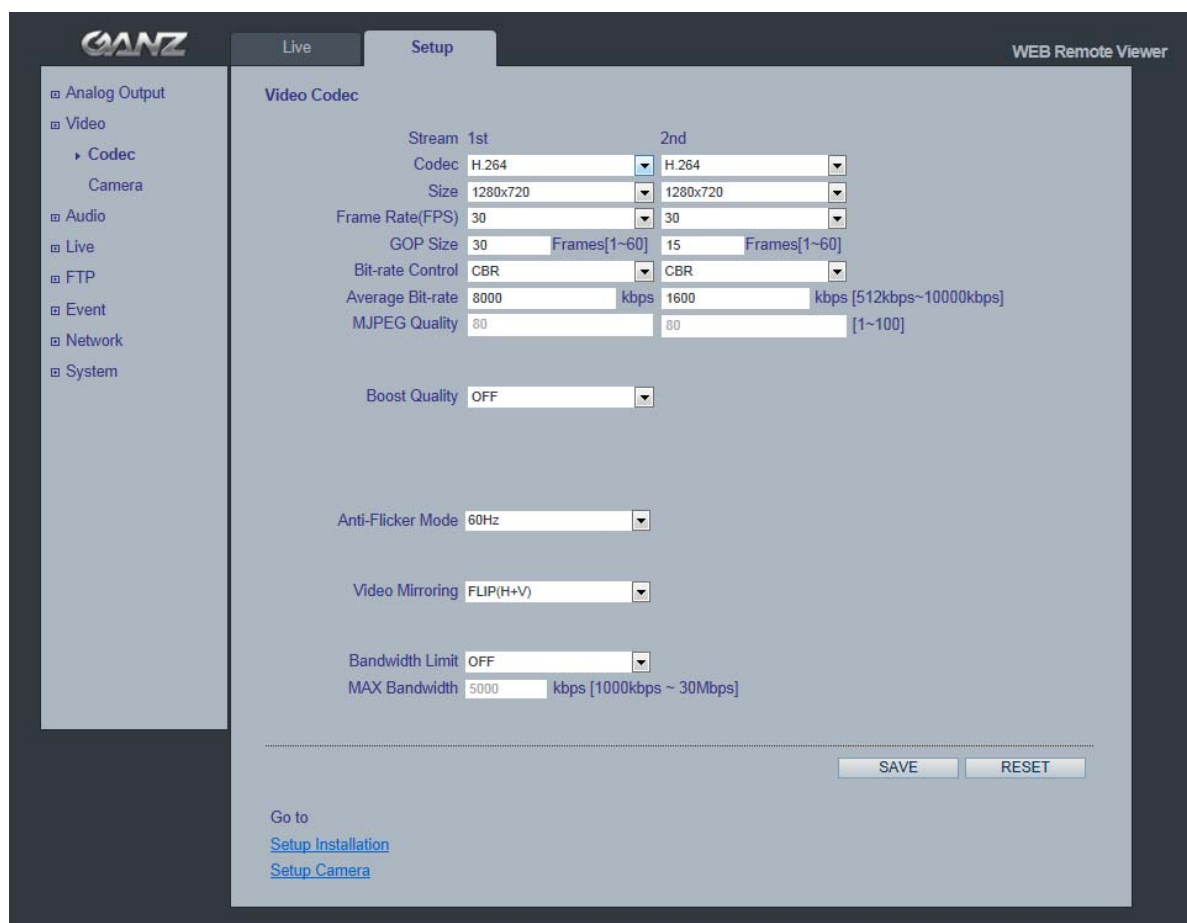 GANZ
Live Setup
WEB Remote Viewer
Analog Output
Video
Codec
Camera
Audio
Live
FTP
Event
Network
System
Video Codec
Stream 1st 2nd
Codec H.264 H.264
Size 1280x720 1280x720
Frame Rate(FPS) 30 30
GOP Size 30 Frames[1~60] 15 Frames[1~60]
Bit-rate Control CBR CBR
Average Bit-rate 8000 kbps 1600 kbps [512kbps~10000kbps]
MJPEG Quality 80 80 [1~100]
Boost Quality OFF
Anti-Flicker Mode 60Hz
Video Mirroring FLIP(H+V)
Bandwidth Limit OFF
MAX Bandwidth 5000 kbps [1000kbps ~ 30Mbps]
SAVE RESET
Go to
Setup Installation
Setup Camera